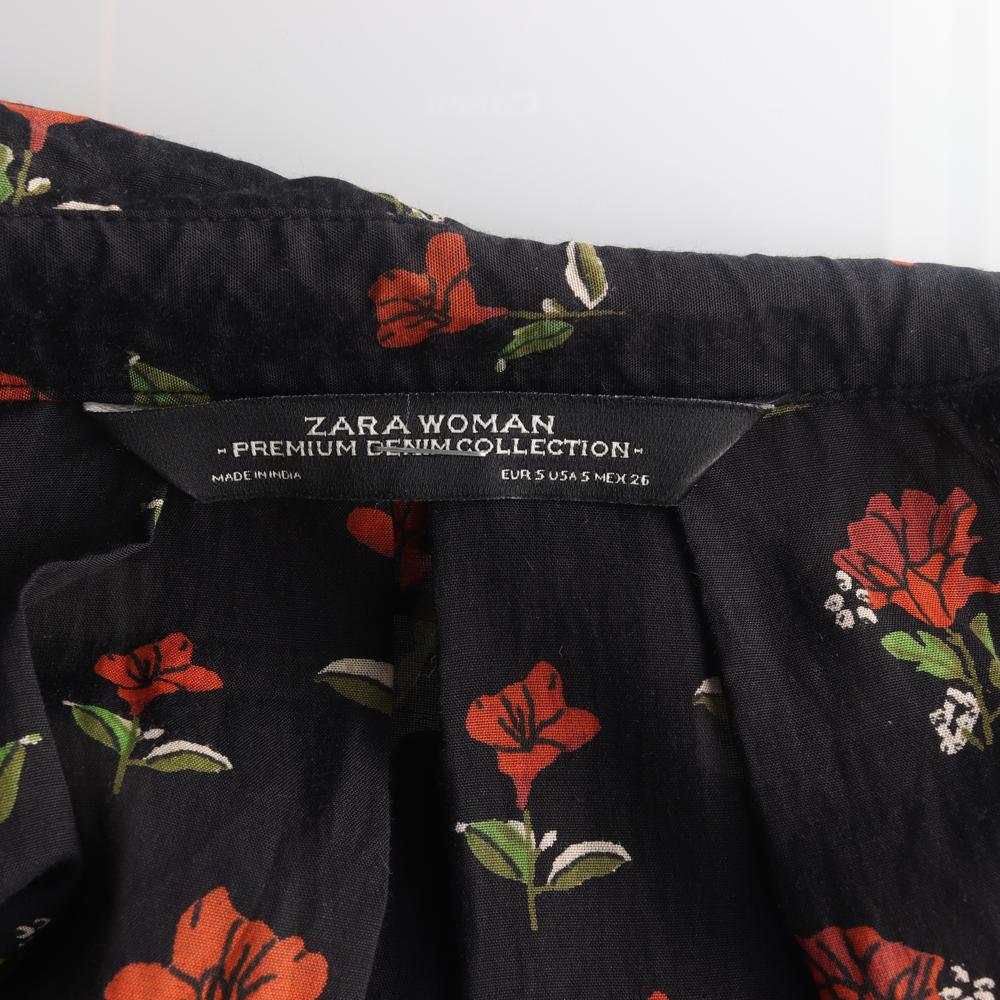 ZARA WOMAN
- PREMIUM DENIM COLLECTION -
MADE IN INDIA
EUR S USA S MEX 26